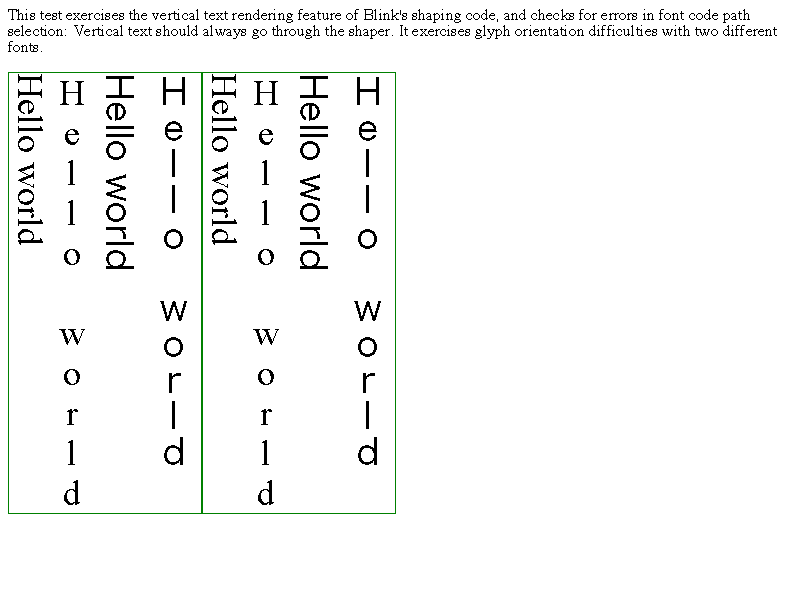 This test exercises the vertical text rendering feature of Blink's shaping code, and checks for errors in font code path
selection: Vertical text should always go through the shaper. It exercises glyph orientation difficulties with two different
fonts.
Hello world
Hello world
Hello world
Hello world
Hello world
Hello world
Hello world
Hello world